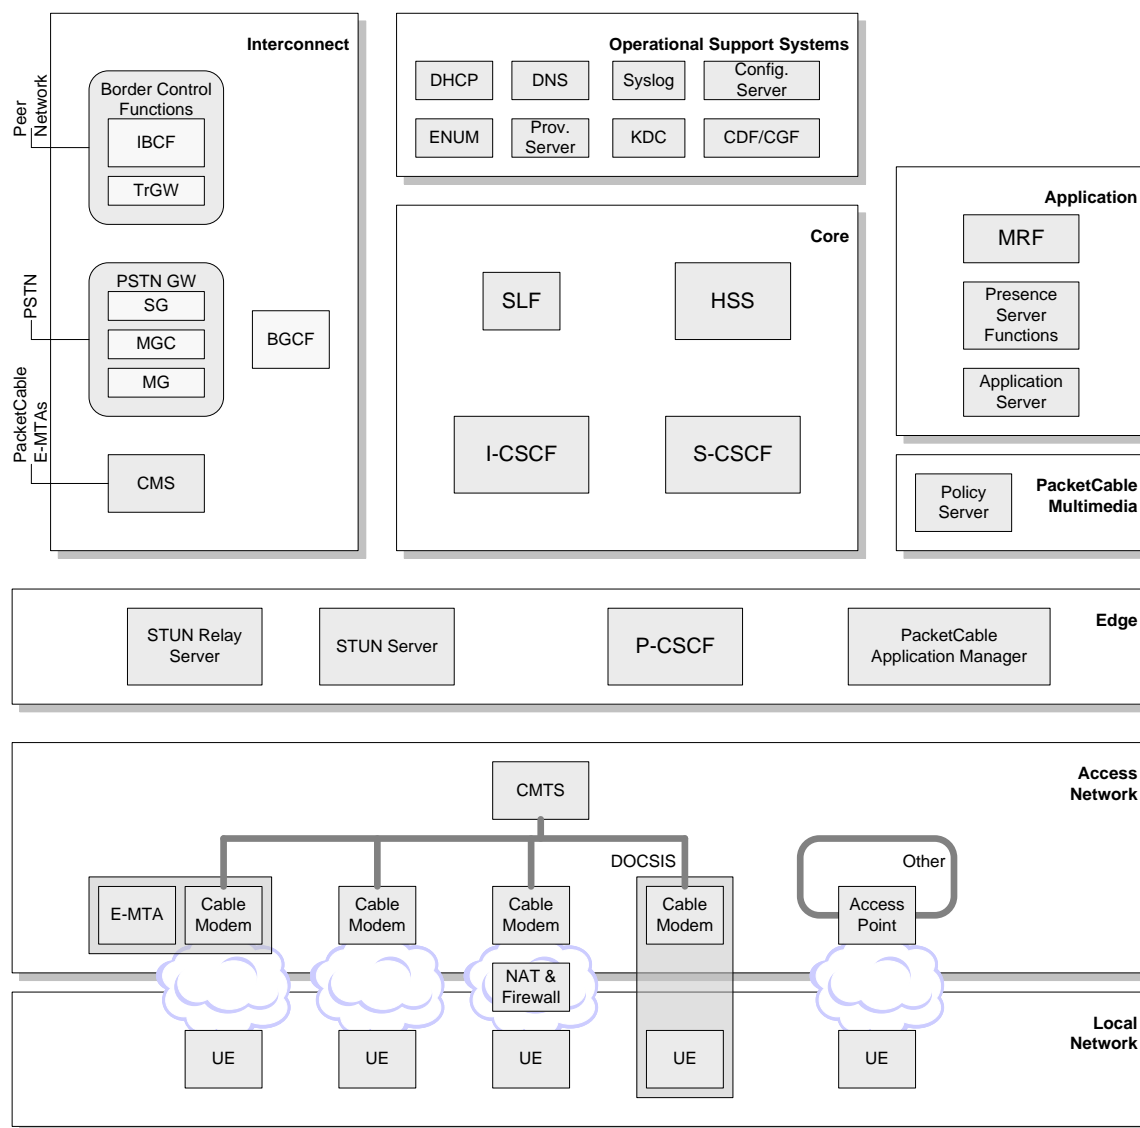 Interconnect
Peer
Network
Border Control
Functions
IBCF
TrGW
PSTN
PSTN GW
SG
MGC
MG
BGCF
PacketCable
E-MTAs
CMS
Operational Support Systems
DHCP
DNS
Syslog
Config.
Server
ENUM
Prov.
Server
KDC
CDF/CGF
Core
SLF
HSS
I-CSCF
S-CSCF
Application
MRF
Presence
Server
Functions
Application
Server
PacketCable
Multimedia
Policy
Server
Edge
STUN Relay
Server
STUN Server
P-CSCF
PacketCable
Application Manager
Access
Network
CMTS
DOCSIS
Other
E-MTA
Cable
Modem
Cable
Modem
Cable
Modem
Cable
Modem
Access
Point
NAT &
Firewall
Local
Network
UE
UE
UE
UE
UE